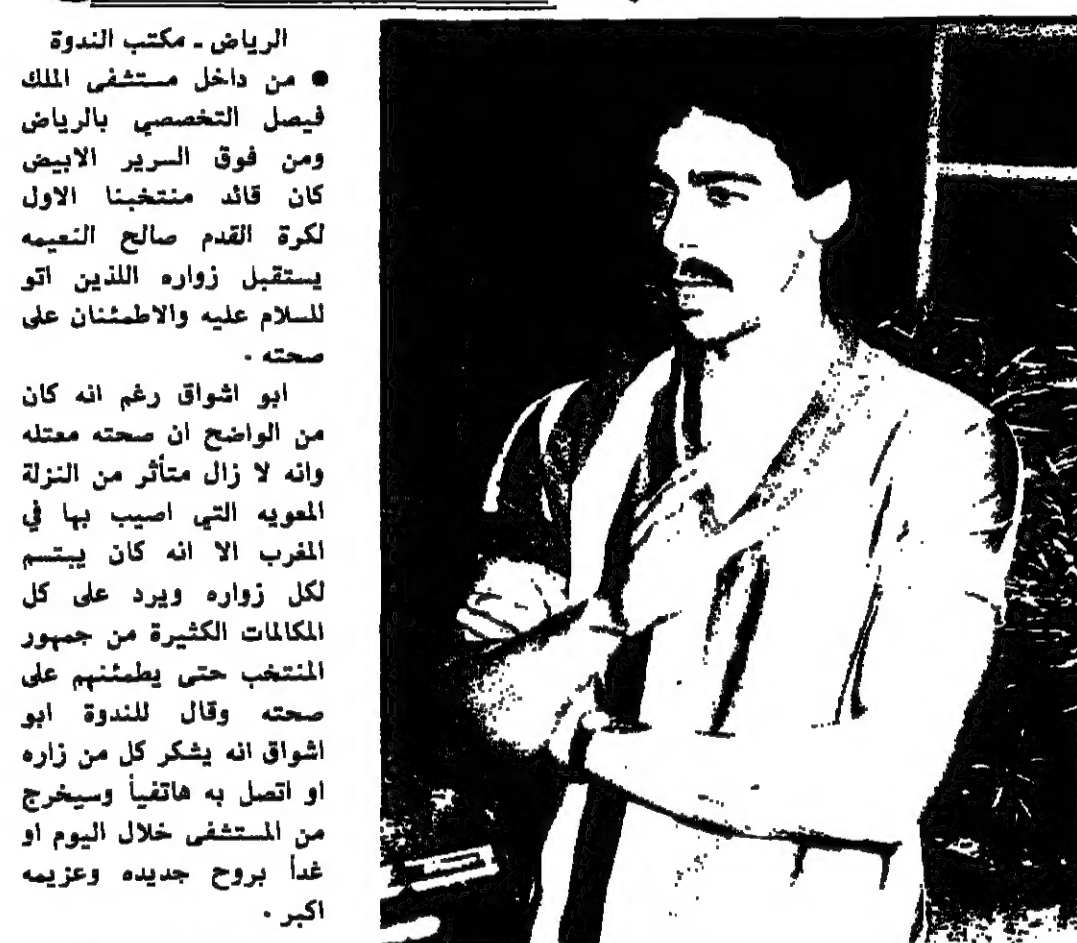 الرياض ـ مكتب الندوة
● من داخل مستشفى الملك
فيصل التخصصي بالرياض
ومن فوق السرير الابيض
كان قائد منتخبنا الاول
لكرة القدم صالح النعيمه
يستقبل زواره اللذين اتو
للسلام عليه والاطمئنان على
صحته .
ابو اشواق رغم انه كان
من الواضح ان صحته معتله
وانه لا زال متأثر من النزلة
المعويه التي اصيب بها في
المغرب الا انه كان يبتسم
لكل زواره ويرد على كل
المكالمات الكثيرة من جمهور
المنتخب حتى يطمئنهم على
صحته وقال للندوة ابو
اشواق انه يشكر كل من زاره
او اتصل به هاتفياً وسيخرج
من المستشفى خلال اليوم او
غداً بروح جديده وعزيمه
اكبر .